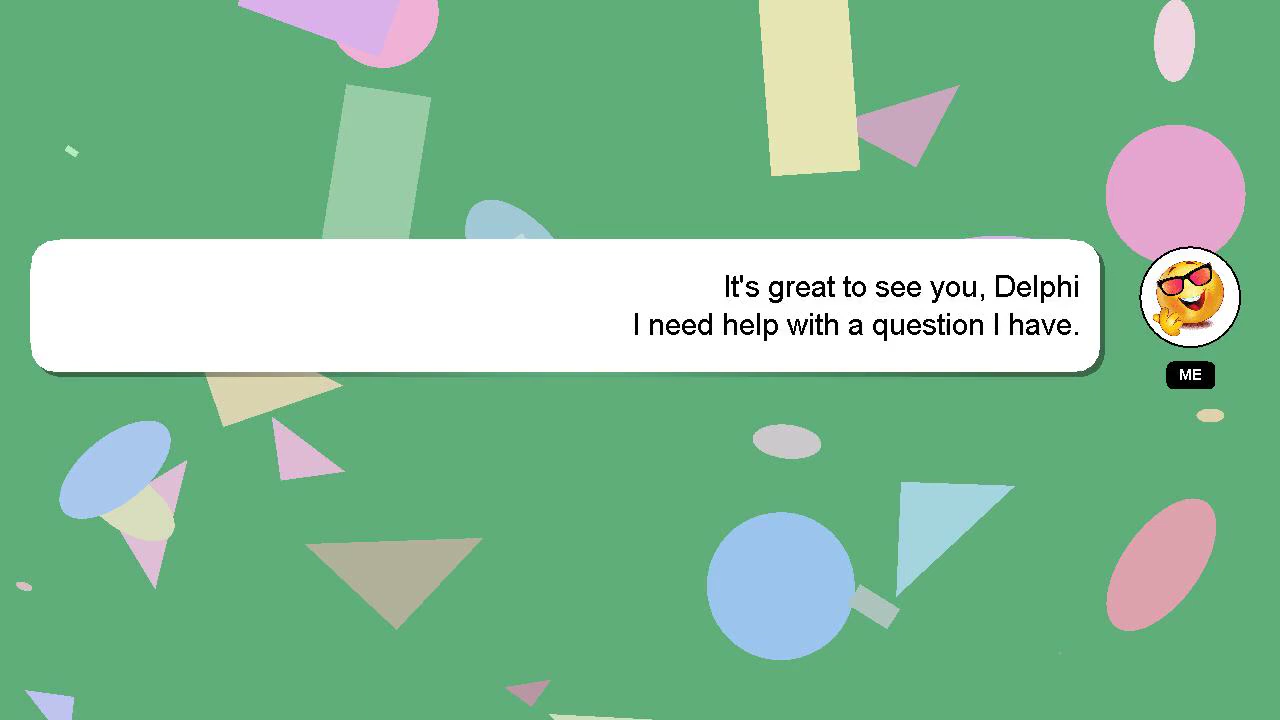 It's great to see you, Delphi
I need help with a question I have.
ME